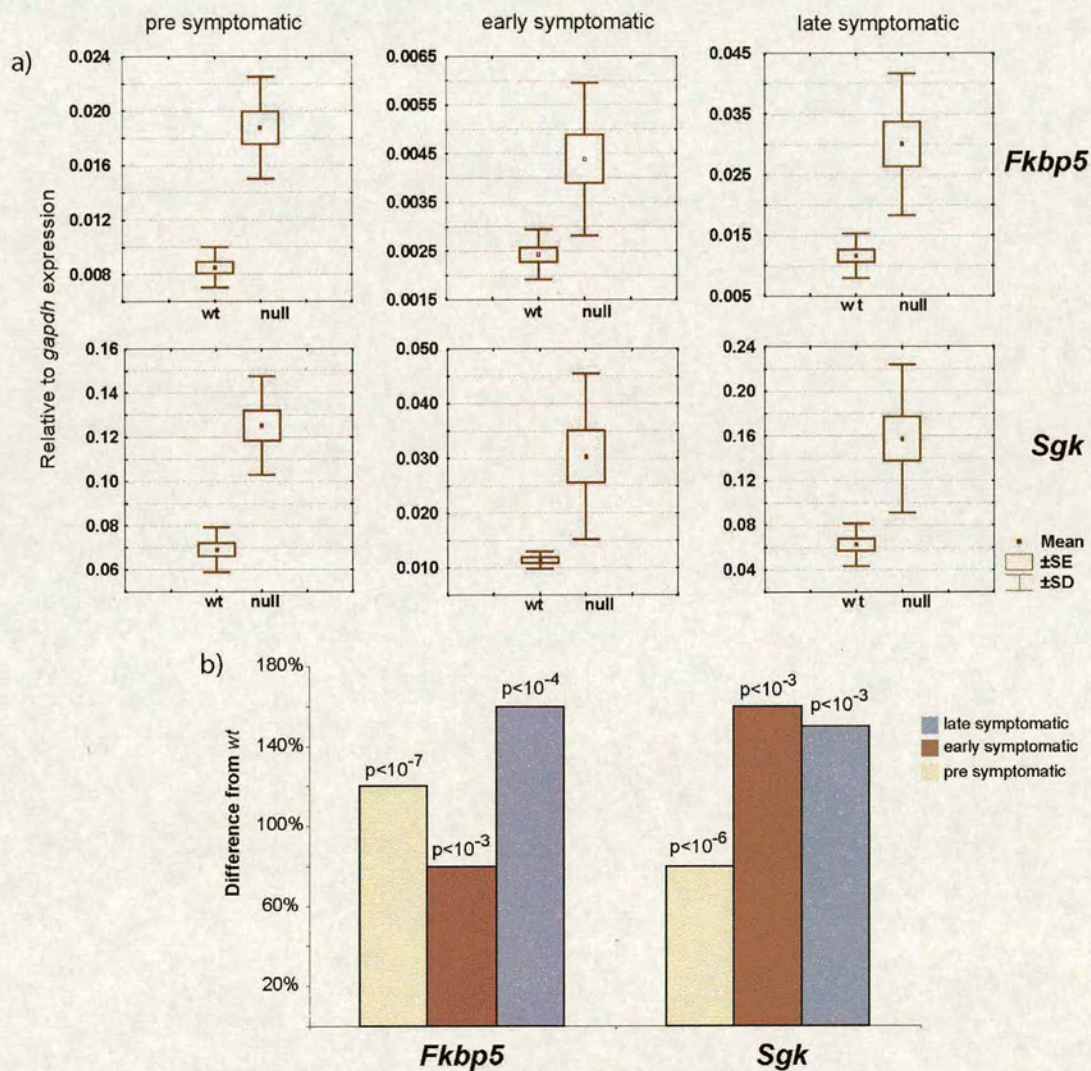 pre symptomatic early symptomatic late symptomatic
a)
Relative to gapdh expression
0.024
0.020
0.016
0.012
0.008
wt null
0.0065
0.0055
0.0045
0.0035
0.0025
0.0015
wt null
0.045
0.035
0.025
0.015
0.005
wt null
Fkbp5
0.16
0.14
0.12
0.10
0.08
0.06
wt null
0.050
0.040
0.030
0.020
0.010
wt null
0.24
0.20
0.16
0.12
0.08
0.04
wt null
Sgk
Mean
±SE
±SD
b)
Difference from wt
180%
140%
100%
60%
20%
p<10-7
p<10-3
p<10-4
p<10-6
p<10-3
p<10-3
late symptomatic
early symptomatic
pre symptomatic
Fkbp5 Sgk